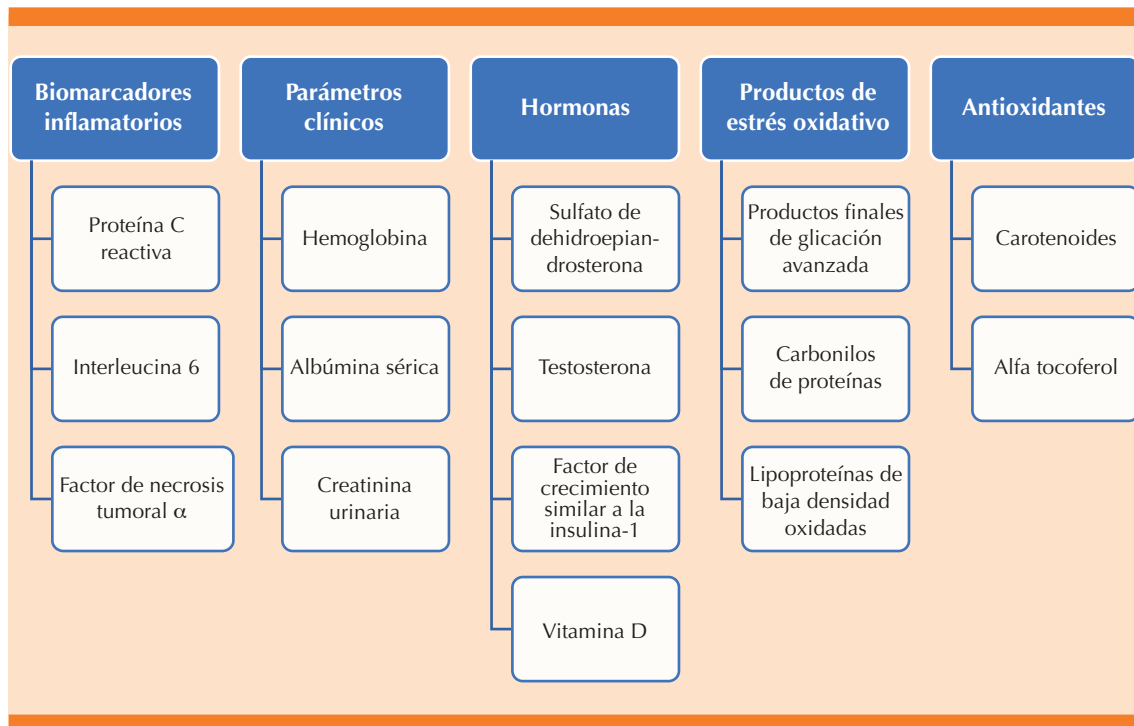 Biomarcadores
inflamatorios
Proteína C
reactiva
Interleucina 6
Factor de necrosis
tumoral α
Parámetros
clínicos
Hemoglobina
Albúmina sérica
Creatinina
urinaria
Hormonas
Sulfato de
dehidroepian-
drosterona
Testosterona
Factor de
crecimiento
similar a la
insulina-1
Vitamina D
Productos de
estrés oxidativo
Productos finales
de glicación
avanzada
Carbonilos
de proteínas
Lipoproteínas de
baja densidad
oxidadas
Antioxidantes
Carotenoides
Alfa tocoferol